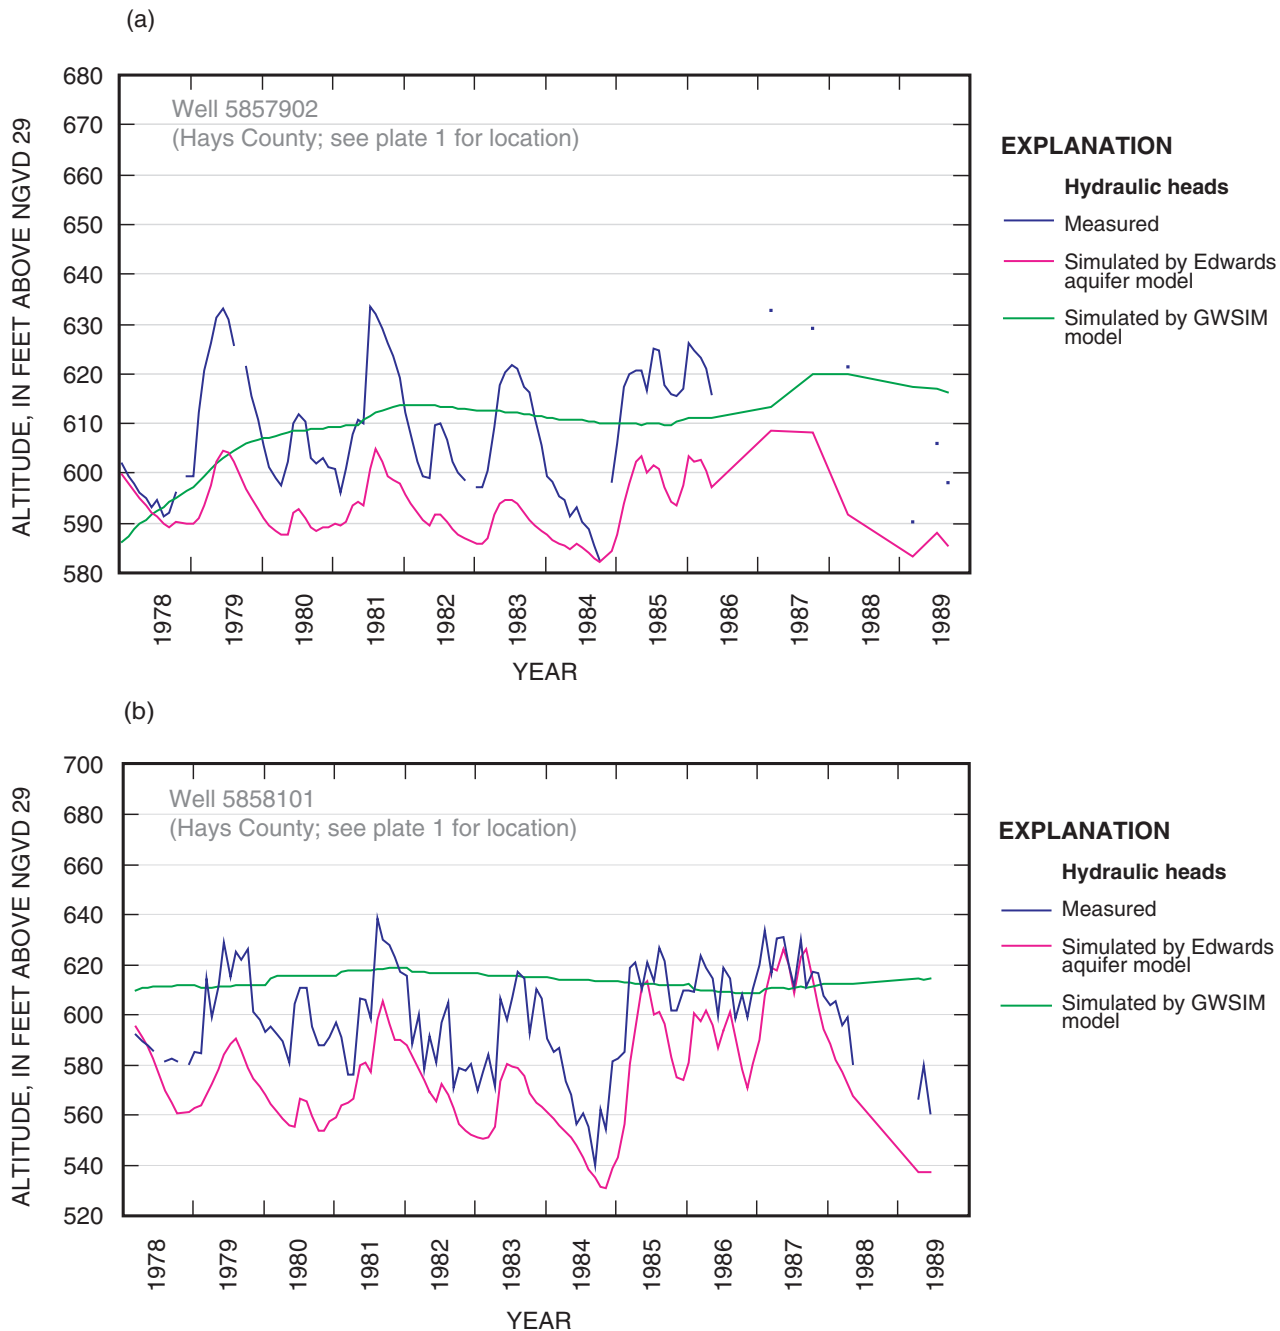 (a)
680
670
660
650
640
630
620
610
600
590
580
ALTITUDE, IN FEET ABOVE NGVD 29
Well 5857902
(Hays County; see plate 1 for location)
1978
1979
1980
1981
1982
1983
1984
1985
1986
1987
1988
1989
YEAR
EXPLANATION
Hydraulic heads
Measured
Simulated by Edwards
aquifer model
Simulated by GWSIM
model
(b)
700
680
660
640
620
600
580
560
540
520
ALTITUDE, IN FEET ABOVE NGVD 29
Well 5858101
(Hays County; see plate 1 for location)
1978
1979
1980
1981
1982
1983
1984
1985
1986
1987
1988
1989
YEAR
EXPLANATION
Hydraulic heads
Measured
Simulated by Edwards
aquifer model
Simulated by GWSIM
model